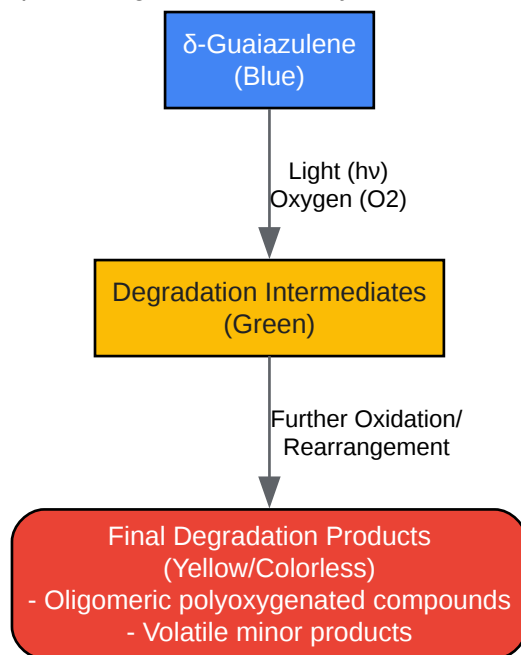 δ-Guaiazulene
(Blue)
Light (hν)
Oxygen (O2)
Degradation Intermediates
(Green)
Further Oxidation/
Rearrangement
Final Degradation Products
(Yellow/Colorless)
- Oligomeric polyoxygenated compounds
- Volatile minor products